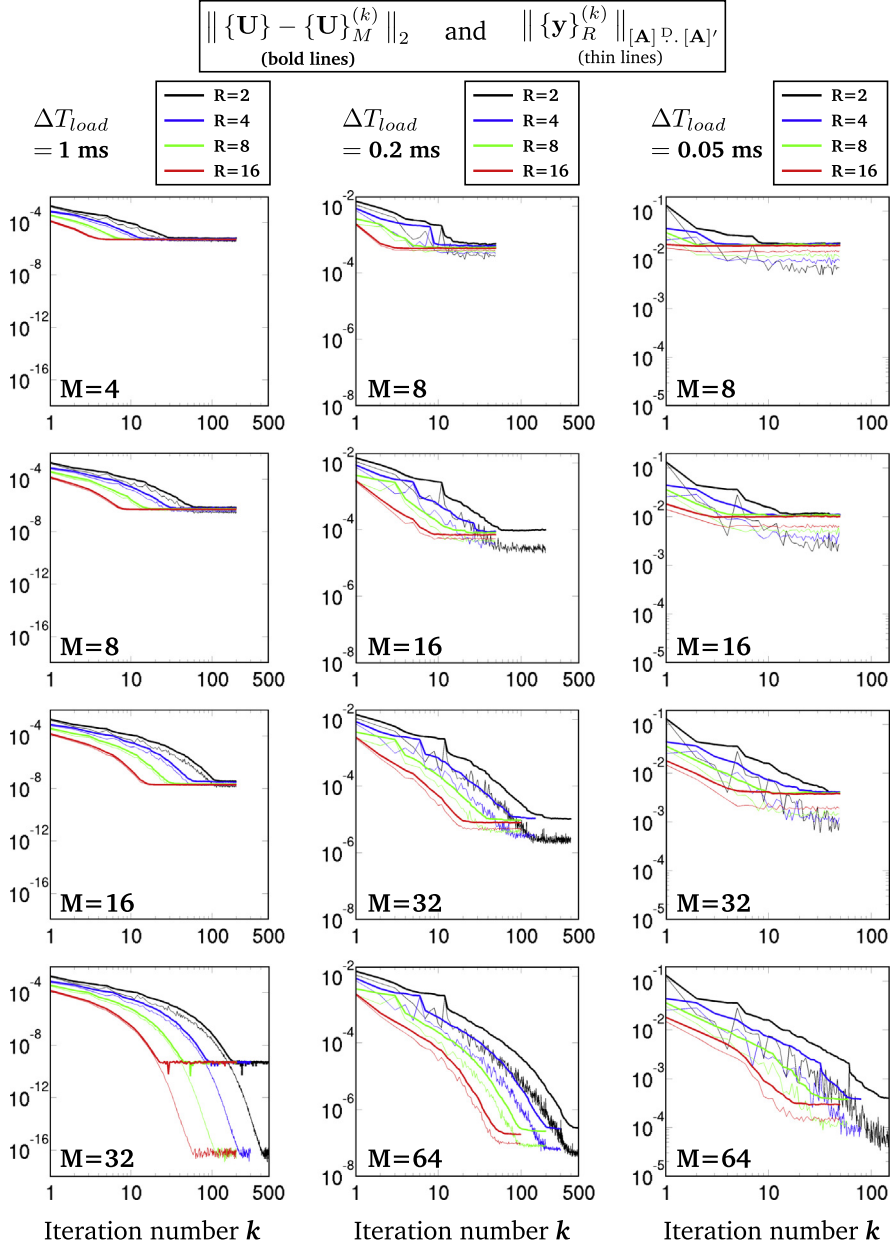 ‖ {U} − {U}_M^{(k)} ‖_2 and ‖ {y}_R^{(k)} ‖_{[A] D∴ [A]′}
(bold lines) (thin lines)
ΔT_{load} = 1 ms
R=2
R=4
R=8
R=16
ΔT_{load} = 0.2 ms
R=2
R=4
R=8
R=16
ΔT_{load} = 0.05 ms
R=2
R=4
R=8
R=16
10^{-4}
10^{-8}
10^{-12}
10^{-16}
M=4
1 10 100 500
10^{-2}
10^{-4}
10^{-6}
10^{-8}
M=8
1 10 100 500
10^{-1}
10^{-2}
10^{-3}
10^{-4}
10^{-5}
M=8
1 10 100
10^{-4}
10^{-8}
10^{-12}
10^{-16}
M=8
1 10 100 500
10^{-2}
10^{-4}
10^{-6}
10^{-8}
M=16
1 10 100 500
10^{-1}
10^{-2}
10^{-3}
10^{-4}
10^{-5}
M=16
1 10 100
10^{-4}
10^{-8}
10^{-12}
10^{-16}
M=16
1 10 100 500
10^{-2}
10^{-4}
10^{-6}
10^{-8}
M=32
1 10 100 500
10^{-1}
10^{-2}
10^{-3}
10^{-4}
10^{-5}
M=32
1 10 100
10^{-4}
10^{-8}
10^{-12}
10^{-16}
M=32
1 10 100 500
10^{-2}
10^{-4}
10^{-6}
10^{-8}
M=64
1 10 100 500
10^{-1}
10^{-2}
10^{-3}
10^{-4}
10^{-5}
M=64
1 10 100
Iteration number k
Iteration number k
Iteration number k